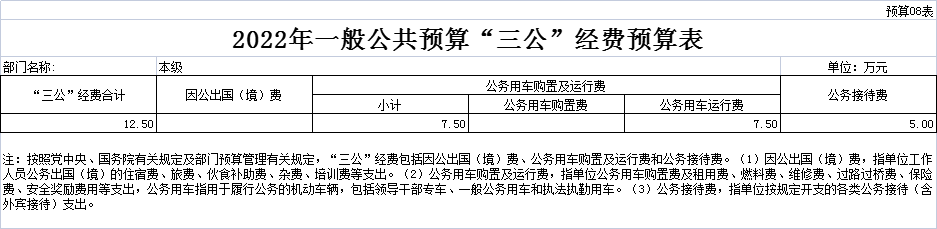 预算08表
2022年一般公共预算“三公”经费预算表
部门名称: 本级 单位：万元
“三公”经费合计 因公出国（境）费 公务用车购置及运行费 公务接待费
小计 公务用车购置费 公务用车运行费
12.50 7.50 7.50 5.00
注：按照党中央、国务院有关规定及部门预算管理有关规定，“三公”经费包括因公出国（境）费、公务用车购置及运行费和公务接待费。（1）因公出国（境）费，指单位工作
人员公务出国（境）的住宿费、旅费、伙食补助费、杂费、培训费等支出。（2）公务用车购置及运行费，指单位公务用车购置费及租用费、燃料费、维修费、过路过桥费、保险
费、安全奖励费用等支出，公务用车指用于履行公务的机动车辆，包括领导干部专车、一般公务用车和执法执勤用车。（3）公务接待费，指单位按规定开支的各类公务接待（含
外宾接待）支出。